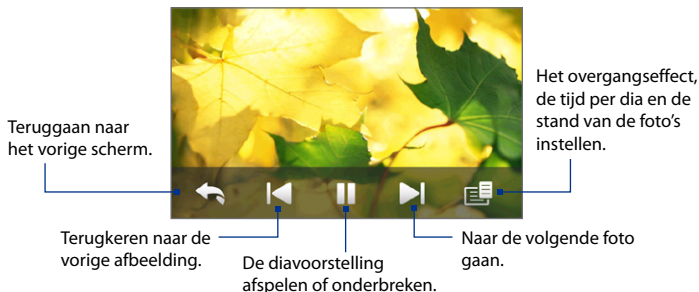 Teruggaan naar
het vorige scherm.
Het overgangseffect,
de tijd per dia en de
stand van de foto's
instellen.
Terugkeren naar de
vorige afbeelding.
De diavoorstelling
afspelen of onderbreken.
Naar de volgende foto
gaan.